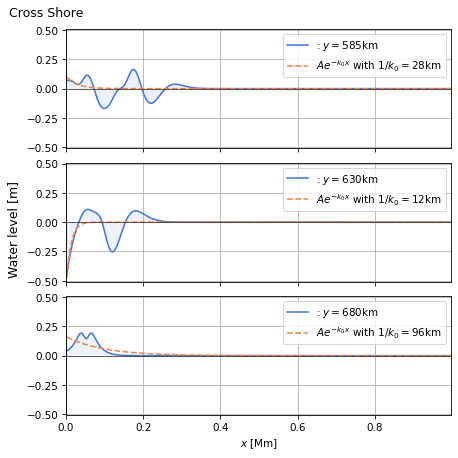 Cross Shore
0.50
0.25
0.00
−0.25
−0.50
: y = 585km
Ae^{−k₀x} with 1/k₀ = 28km
Water level [m]
0.50
0.25
0.00
−0.25
−0.50
: y = 630km
Ae^{−k₀x} with 1/k₀ = 12km
0.50
0.25
0.00
−0.25
−0.50
: y = 680km
Ae^{−k₀x} with 1/k₀ = 96km
0.0 0.2 0.4 0.6 0.8
x [Mm]